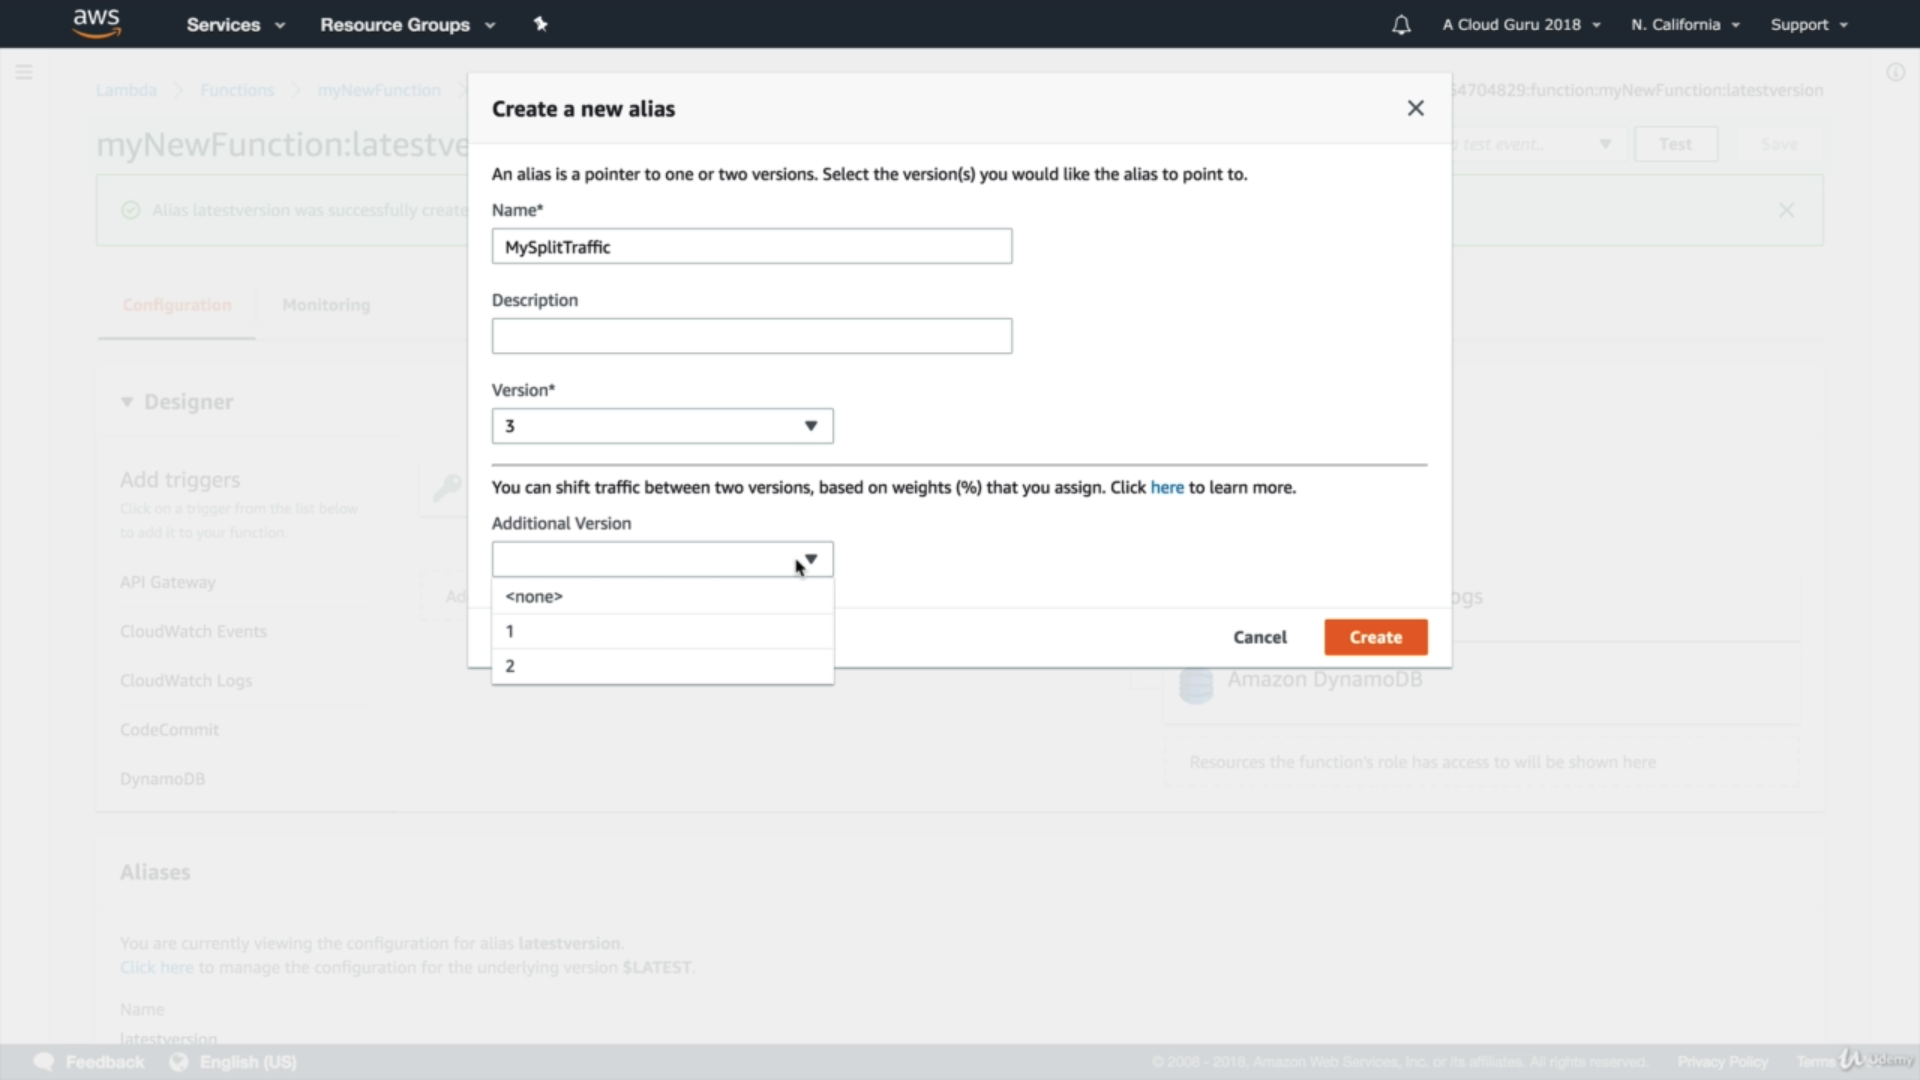 aws Services Resource Groups A Cloud Guru 2018 N. California Support
Lambda Functions myNewFunction 54704829:function:myNewFunction:latestversion
myNewFunction:latestve test event.. Test Save
Alias latestversion was successfully create
Configuration Monitoring
Designer
Add triggers
Click on a trigger from the list below
to add it to your function.
API Gateway
CloudWatch Events
CloudWatch Logs
CodeCommit
DynamoDB
Create a new alias
An alias is a pointer to one or two versions. Select the version(s) you would like the alias to point to.
Name*
MySplitTraffic
Description
Version*
3
You can shift traffic between two versions, based on weights (%) that you assign. Click here to learn more.
Additional Version
<none>
1
2
Cancel Create
Ad
ogs
Amazon DynamoDB
Resources the function's role has access to will be shown here
Aliases
You are currently viewing the configuration for alias latestversion.
Click here to manage the configuration for the underlying version $LATEST.
Name
latestversion
Feedback English (US) © 2008 - 2018, Amazon Web Services, Inc. or its affiliates. All rights reserved. Privacy Policy Terms Udemy